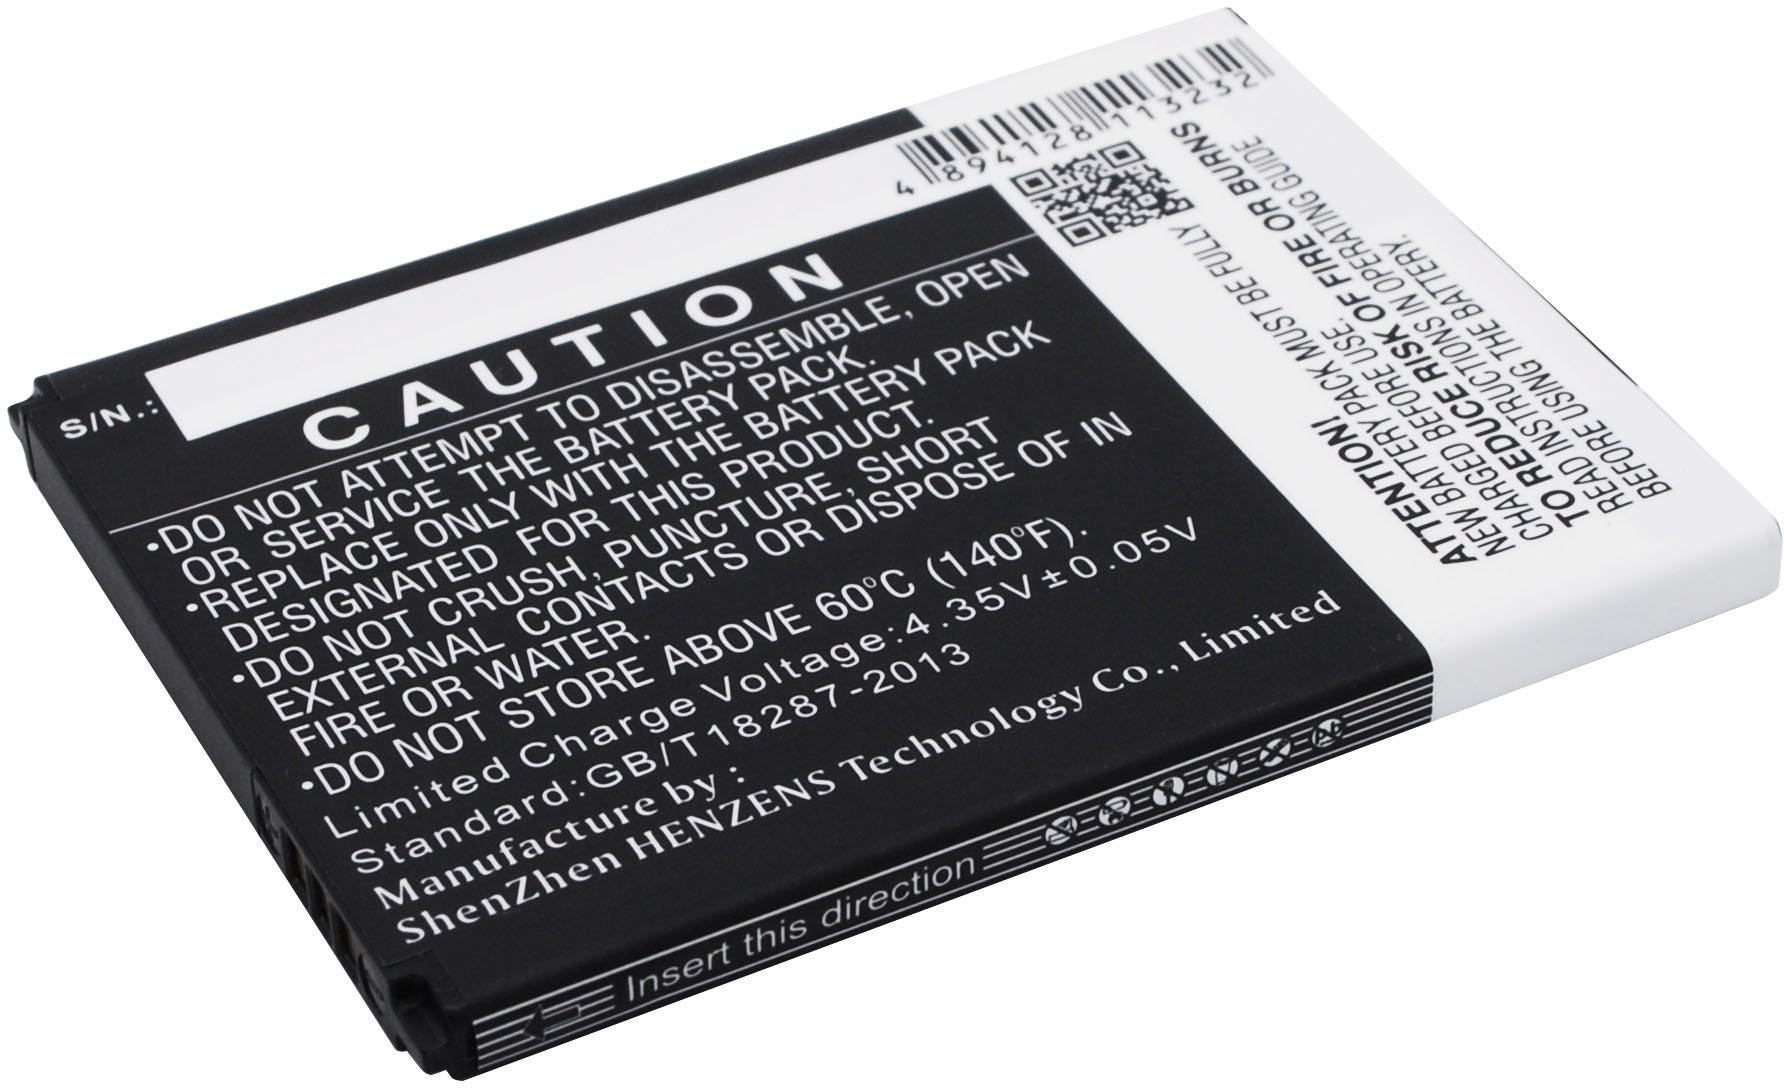 S/N.:
4 894128 113232
CAUTION
•DO NOT ATTEMPT TO DISASSEMBLE, OPEN
OR SERVICE THE BATTERY PACK.
•REPLACE ONLY WITH THE BATTERY PACK
DESIGNATED FOR THIS PRODUCT.
•DO NOT CRUSH, PUNCTURE, SHORT
EXTERNAL CONTACTS OR DISPOSE OF IN
FIRE OR WATER.
•DO NOT STORE ABOVE 60°C (140°F).
Limited Charge Voltage:4.35V±0.05V
Standard:GB/T18287-2013
Manufacture by:
ShenZhen HENZENS Technology Co., Limited
ATTENTION!
NEW BATTERY PACK MUST BE FULLY
CHARGED BEFORE USE.
TO REDUCE RISK OF FIRE OR BURNS
READ INSTRUCTIONS IN OPERATING GUIDE
BEFORE USING THE BATTERY.
Insert this direction